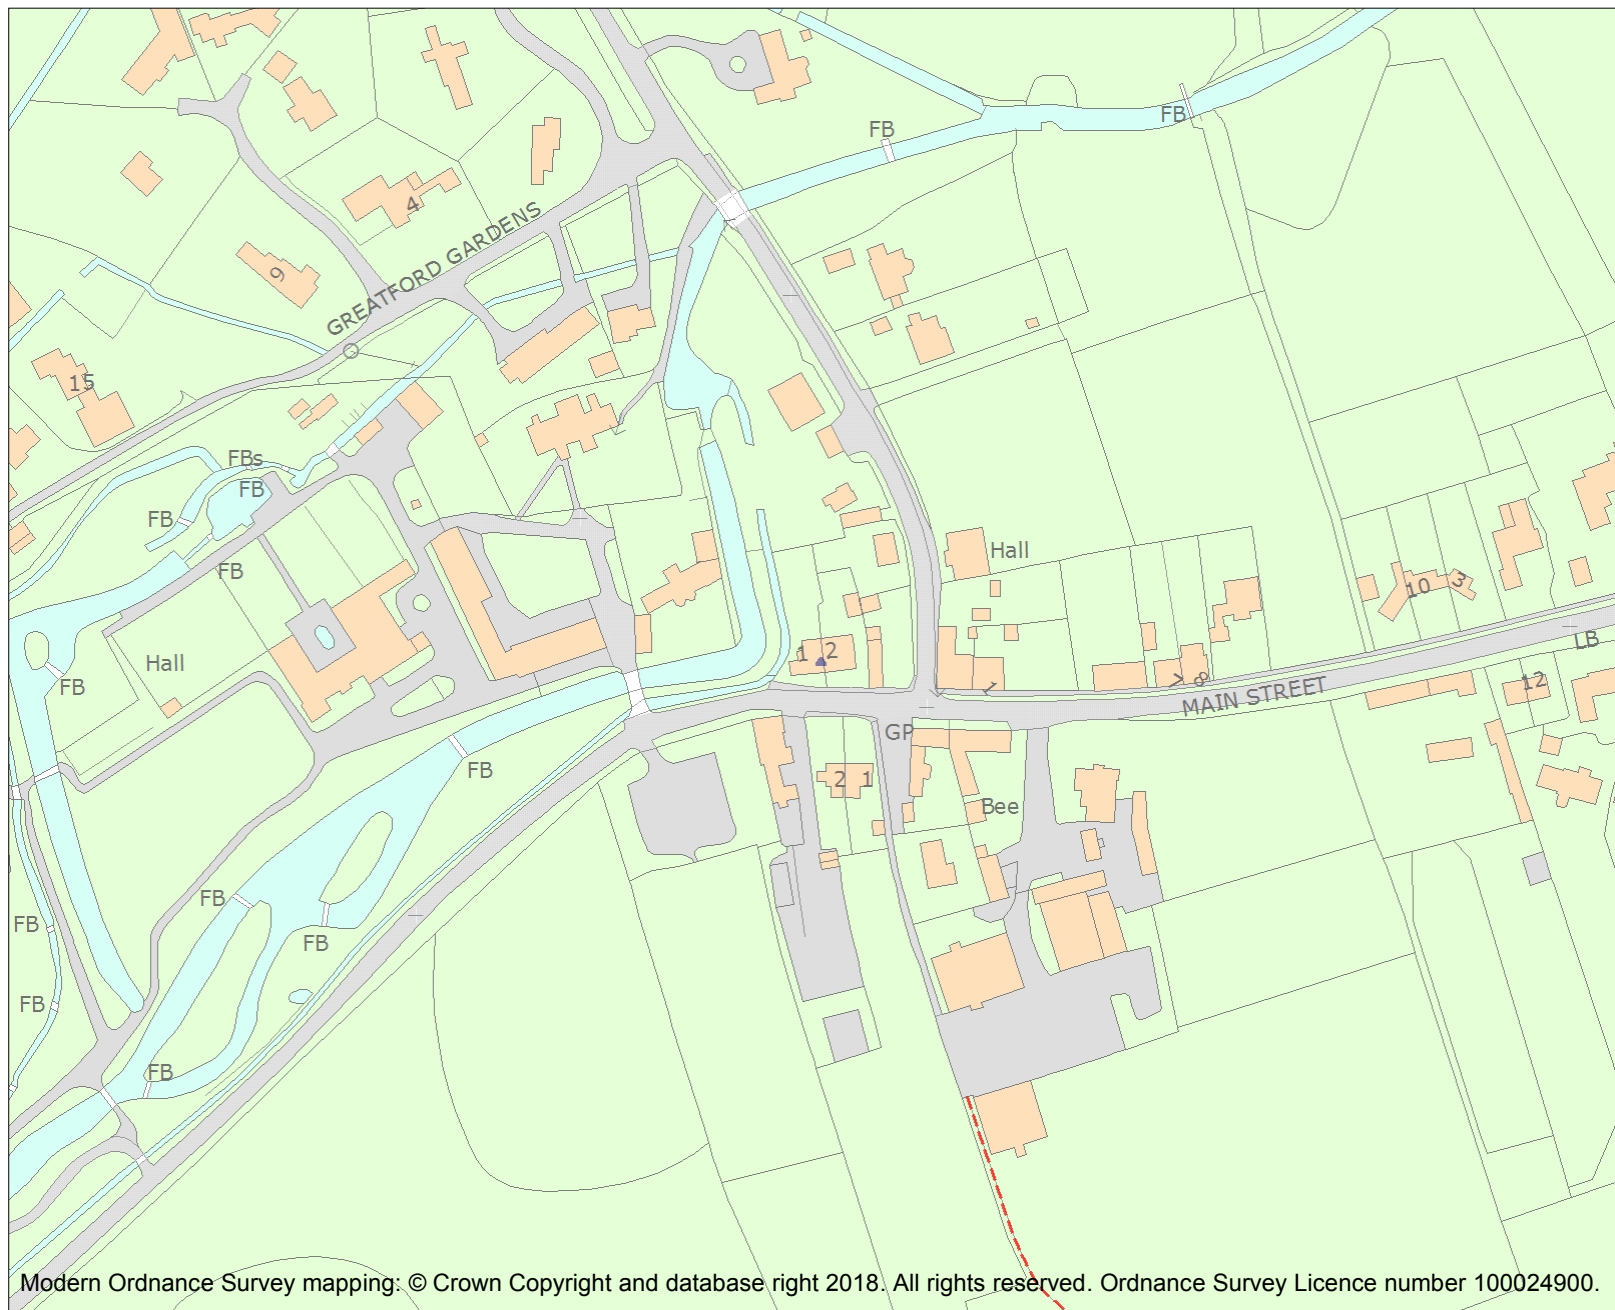 FB
FB
4
GREATFORD GARDENS
9
15
FBs
FB
FB
Hall
FB
10
3
Hall
1
2
LB
FB
1
7
8
12
MAIN STREET
GP
FB
2
1
Bee
FB
FB
FB
FB
FB
Modern Ordnance Survey mapping: © Crown Copyright and database right 2018. All rights reserved. Ordnance Survey Licence number 100024900.